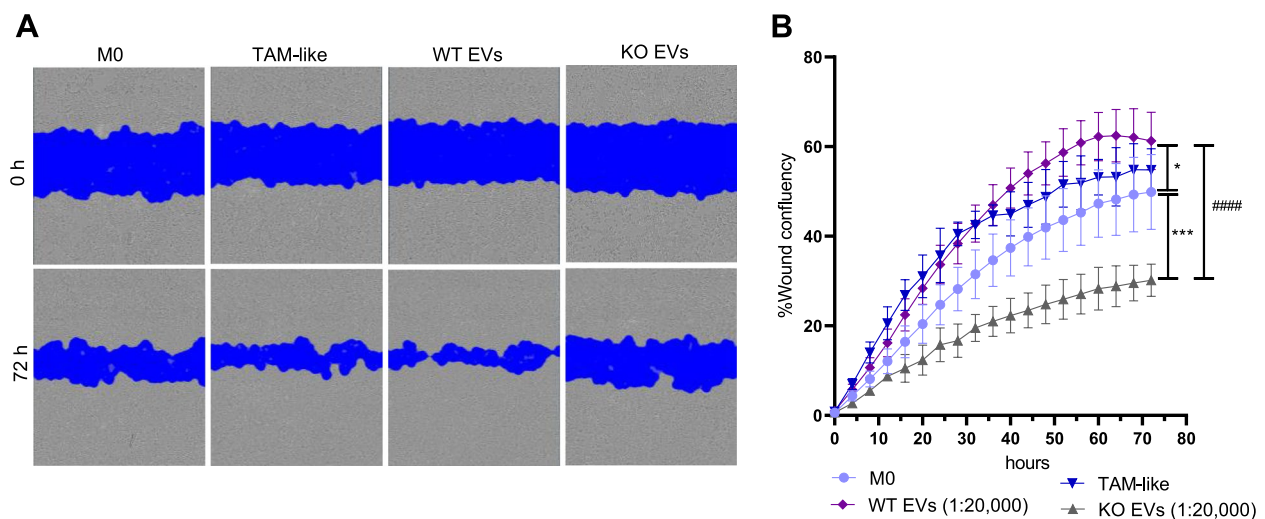 A
M0 TAM-like WT EVs KO EVs
0 h
72 h
B
%Wound confluency
80
60
40
20
0
0 10 20 30 40 50 60 70 80
hours
*
***
####
M0 TAM-like
WT EVs (1:20,000) KO EVs (1:20,000)